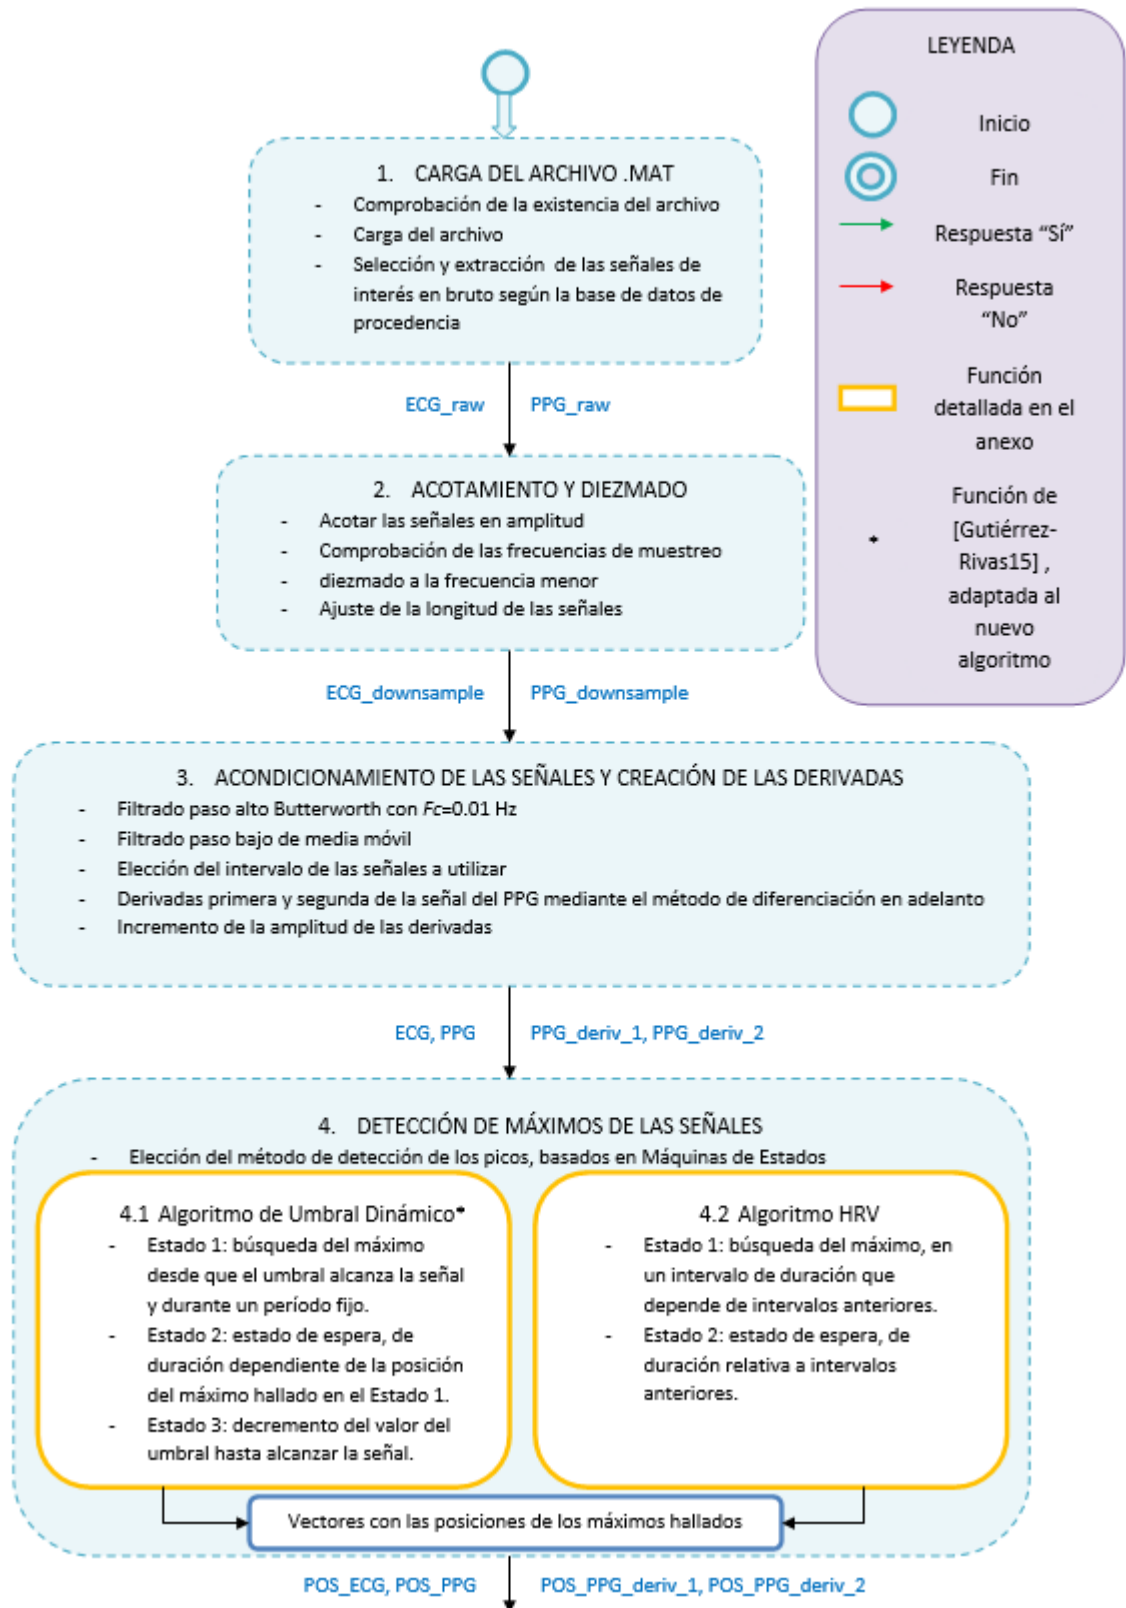 LEYENDA
Inicio
Fin
Respuesta “Sí”
Respuesta
“No”
Función
detallada en el
anexo
*
Función de
[Gutiérrez-
Rivas15] ,
adaptada al
nuevo
algoritmo
1. CARGA DEL ARCHIVO .MAT
- Comprobación de la existencia del archivo
- Carga del archivo
- Selección y extracción de las señales de
interés en bruto según la base de datos de
procedencia
ECG_raw PPG_raw
2. ACOTAMIENTO Y DIEZMADO
- Acotar las señales en amplitud
- Comprobación de las frecuencias de muestreo
- diezmado a la frecuencia menor
- Ajuste de la longitud de las señales
ECG_downsample PPG_downsample
3. ACONDICIONAMIENTO DE LAS SEÑALES Y CREACIÓN DE LAS DERIVADAS
- Filtrado paso alto Butterworth con Fc=0.01 Hz
- Filtrado paso bajo de media móvil
- Elección del intervalo de las señales a utilizar
- Derivadas primera y segunda de la señal del PPG mediante el método de diferenciación en adelanto
- Incremento de la amplitud de las derivadas
ECG, PPG PPG_deriv_1, PPG_deriv_2
4. DETECCIÓN DE MÁXIMOS DE LAS SEÑALES
- Elección del método de detección de los picos, basados en Máquinas de Estados
4.1 Algoritmo de Umbral Dinámico*
- Estado 1: búsqueda del máximo
desde que el umbral alcanza la señal
y durante un período fijo.
- Estado 2: estado de espera, de
duración dependiente de la posición
del máximo hallado en el Estado 1.
- Estado 3: decremento del valor del
umbral hasta alcanzar la señal.
4.2 Algoritmo HRV
- Estado 1: búsqueda del máximo, en
un intervalo de duración que
depende de intervalos anteriores.
- Estado 2: estado de espera, de
duración relativa a intervalos
anteriores.
Vectores con las posiciones de los máximos hallados
POS_ECG, POS_PPG POS_PPG_deriv_1, POS_PPG_deriv_2